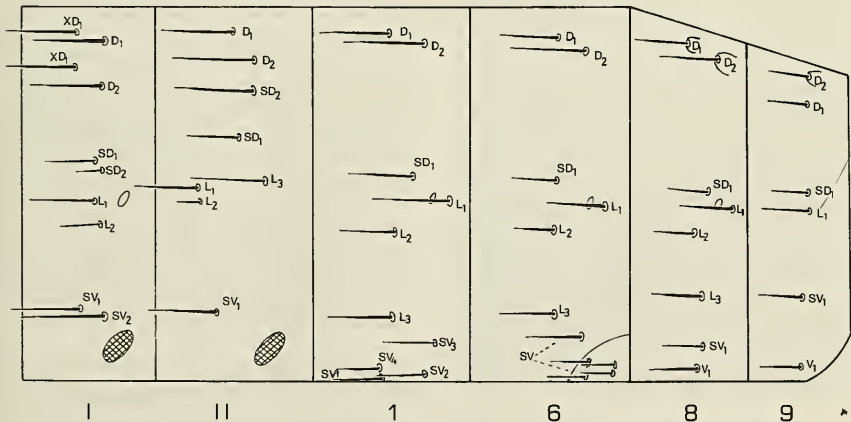 XD₁
D₁
XD₁
D₂
SD₁
SD₂
L₁
L₂
SV₁
SV₂
D₁
D₂
SD₂
SD₁
L₃
L₁
L₂
SV₁
D₁
D₂
SD₁
L₁
L₂
L₃
SV₃
SV₄
SV₁
SV₂
D₁
D₂
SD₁
L₁
L₂
L₃
SV
D₁
D₂
SD₁
L₁
L₂
L₃
SV₁
V₁
D₂
D₁
SD₁
L₁
SV₁
V₁
I II 1 6 8 9